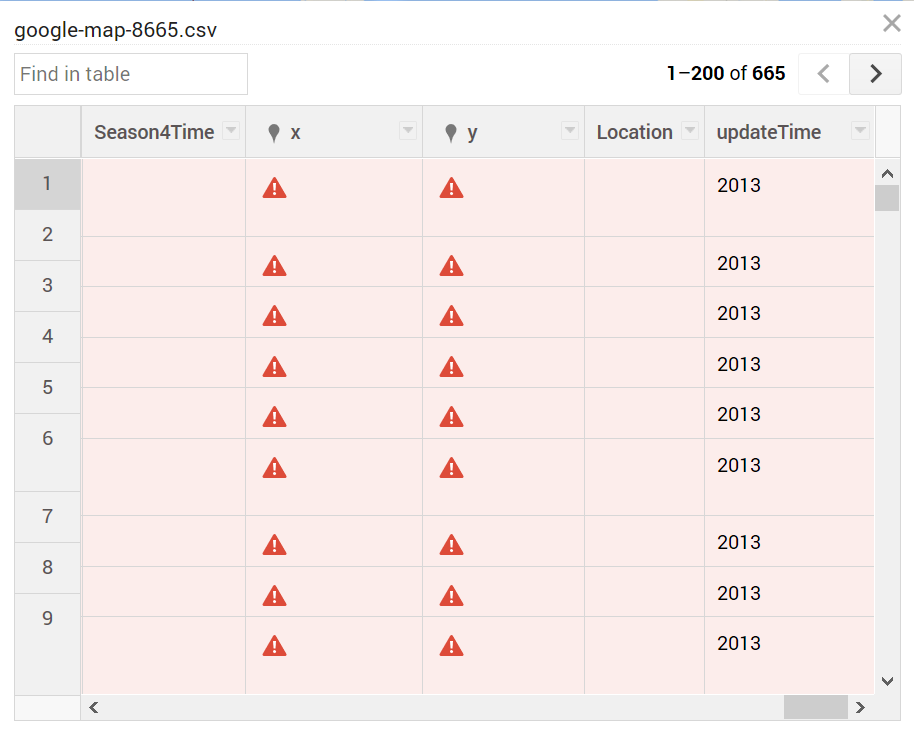 google-map-8665.csv
Find in table
1–200 of 665
Season4Time x y Location updateTime
1 2013
2 2013
3 2013
4 2013
5 2013
6 2013
7 2013
8 2013
9 2013